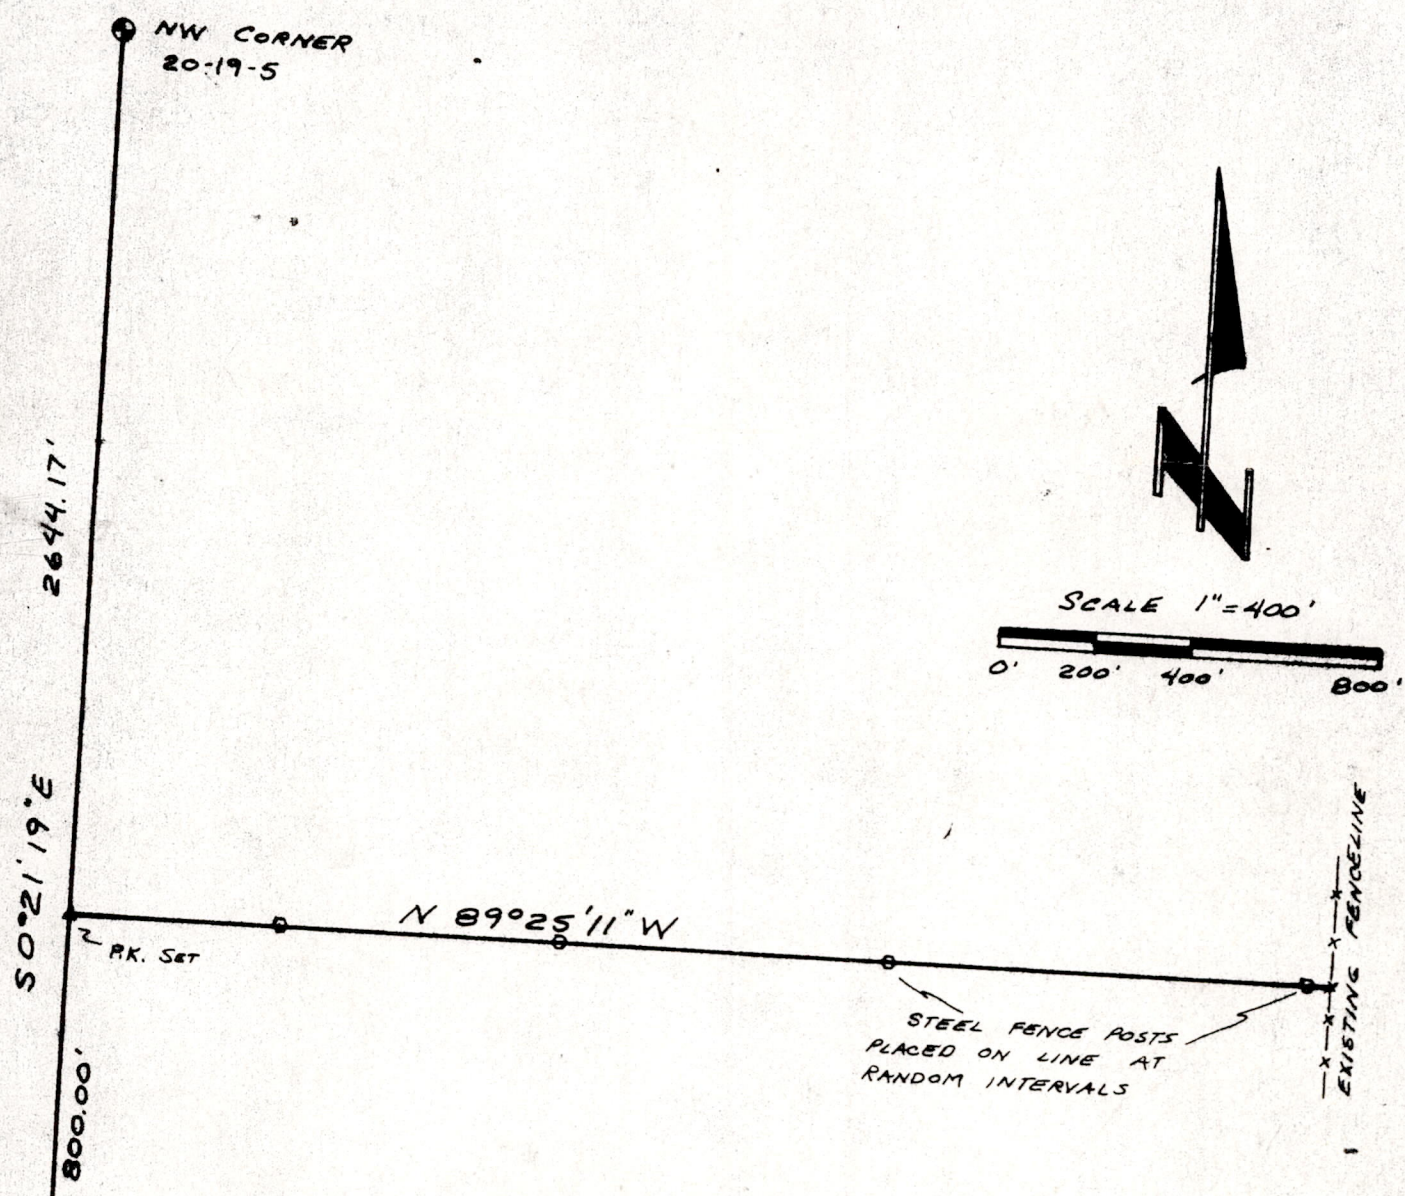 NW CORNER
20-19-5
2644.17'
SCALE 1"=400'
0' 200' 400' 800'
S0°21'19"E
EXISTING FENCELINE
N 89°25'11"W
P.K. SET
STEEL FENCE POSTS
PLACED ON LINE AT
RANDOM INTERVALS
800.00'